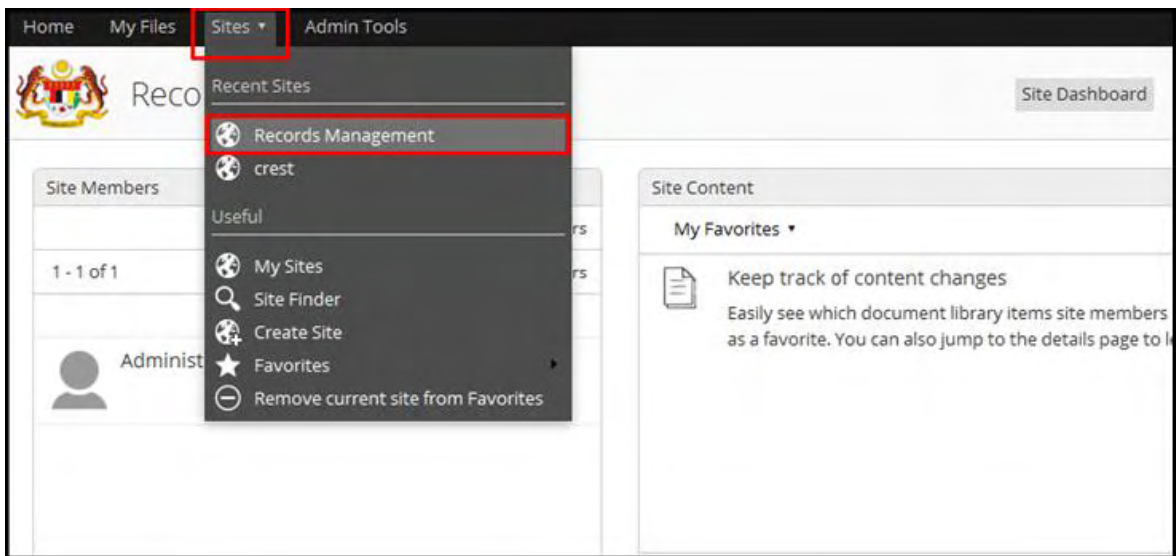 Home My Files Sites Admin Tools
Reco
Site Dashboard
Recent Sites
Records Management
crest
Useful
My Sites
Site Finder
Create Site
Favorites
Remove current site from Favorites
Site Members
rs
1 - 1 of 1
rs
Administ
Site Content
My Favorites
Keep track of content changes
Easily see which document library items site members
as a favorite. You can also jump to the details page to l